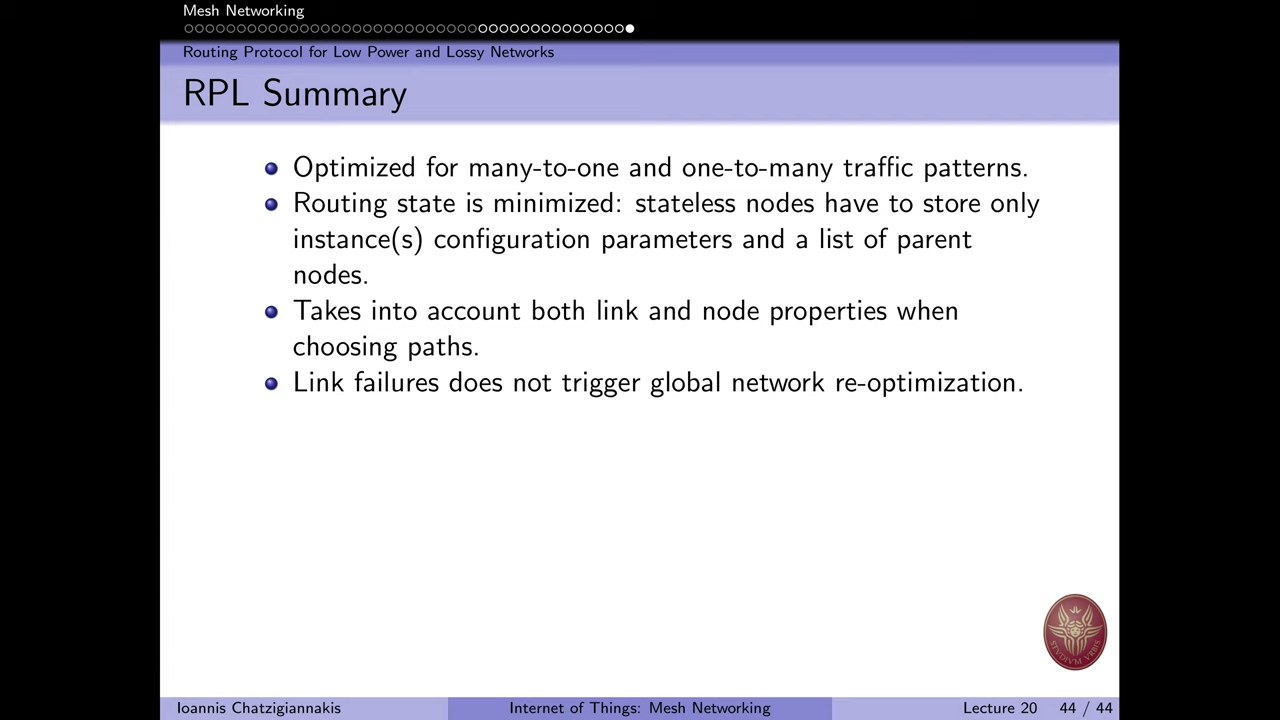 Mesh Networking
Routing Protocol for Low Power and Lossy Networks
RPL Summary
Optimized for many-to-one and one-to-many traffic patterns.
Routing state is minimized: stateless nodes have to store only
instance(s) configuration parameters and a list of parent
nodes.
Takes into account both link and node properties when
choosing paths.
Link failures does not trigger global network re-optimization.
STVDIVM VRBIS
Ioannis Chatzigiannakis
Internet of Things: Mesh Networking
Lecture 20
44 / 44